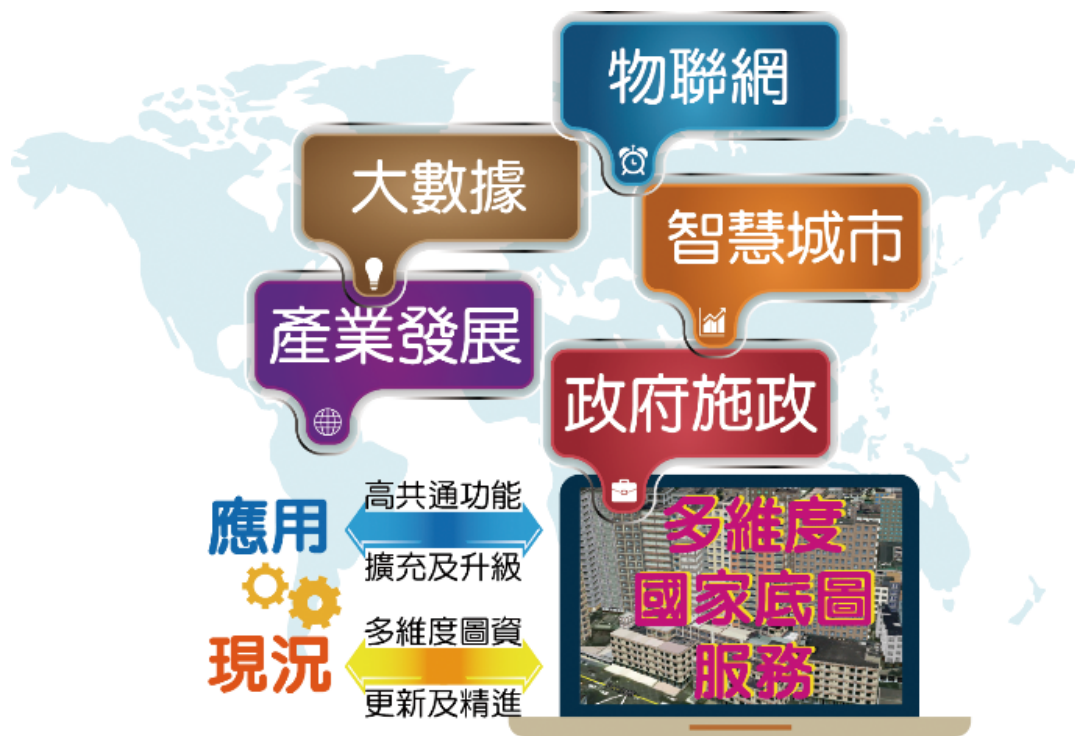 物聯網
大數據
智慧城市
產業發展
政府施政
應用
高共通功能
擴充及升級
現況
多維度圖資
更新及精進
多維度
國家底圖
服務